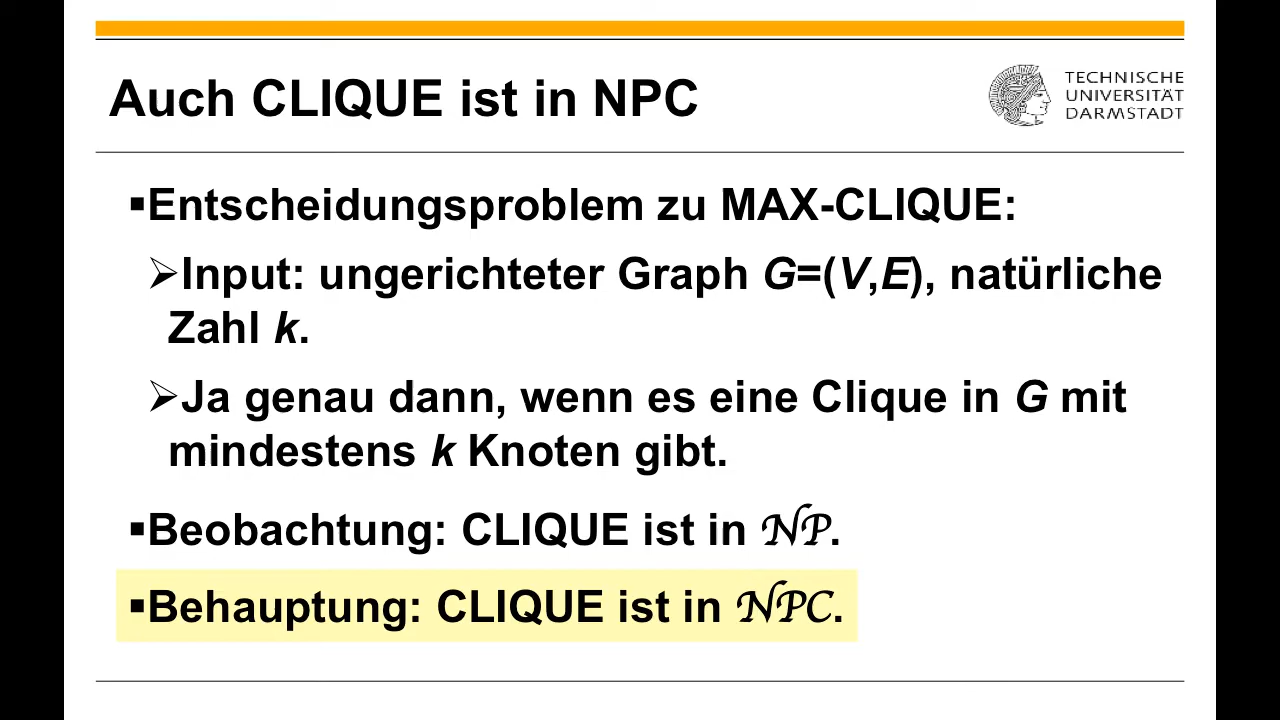 Auch CLIQUE ist in NPC
TECHNISCHE
UNIVERSITÄT
DARMSTADT
▪Entscheidungsproblem zu MAX-CLIQUE:
➢Input: ungerichteter Graph G=(V,E), natürliche
Zahl k.
➢Ja genau dann, wenn es eine Clique in G mit
mindestens k Knoten gibt.
▪Beobachtung: CLIQUE ist in NP.
▪Behauptung: CLIQUE ist in NPC.